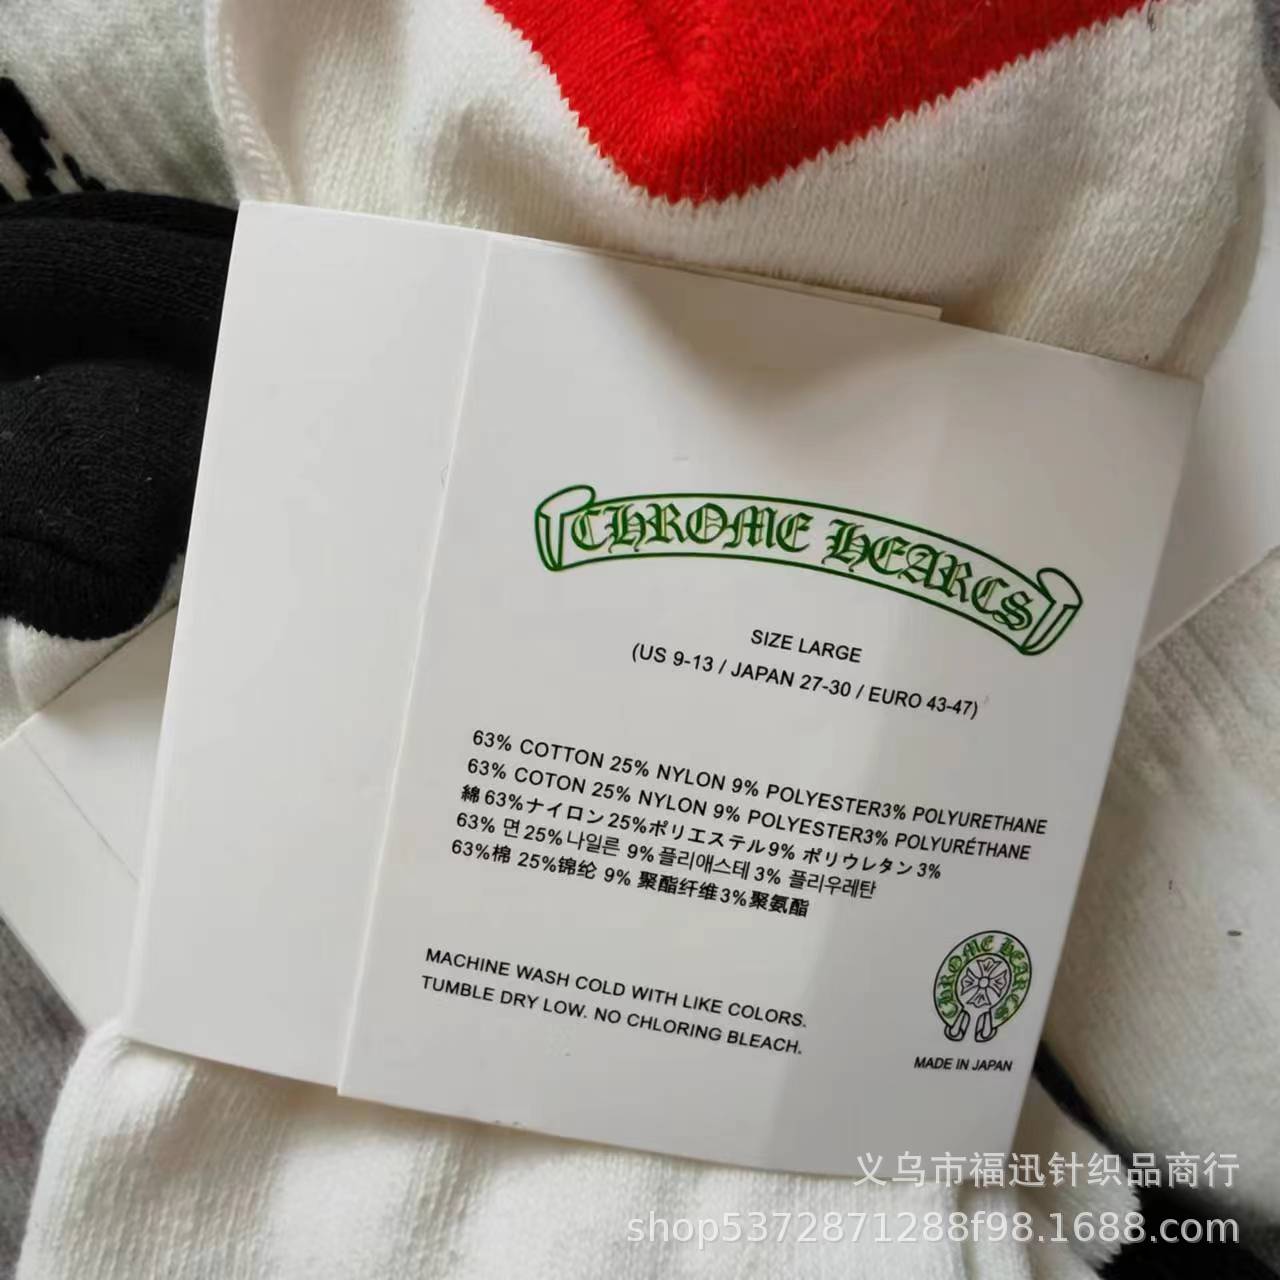 CHROME HEARTS
SIZE LARGE
(US 9-13 / JAPAN 27-30 / EURO 43-47)
63% COTTON 25% NYLON 9% POLYESTER3% POLYURETHANE
63% COTON 25% NYLON 9% POLYESTER3% POLYURÉTHANE
綿63%ナイロン25%ポリエステル9% ポリウレタン3%
63% 면25%나일른 9%플리애스테3% 플리우레탄
63%棉 25%锦纶 9% 聚酯纤维3%聚氨酯
MACHINE WASH COLD WITH LIKE COLORS.
TUMBLE DRY LOW. NO CHLORING BLEACH.
CHROME HEARTS
MADE IN JAPAN
义乌市福迅针织品商行
shop5372871288f98.1688.com